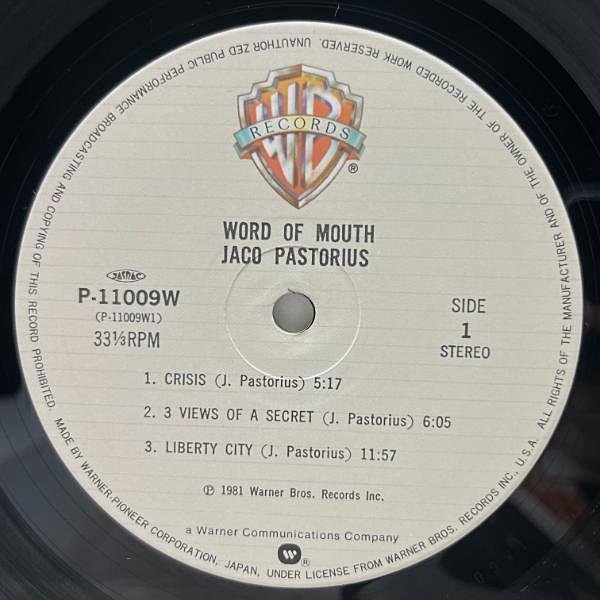 WB
RECORDS
®
WORD OF MOUTH
JACO PASTORIUS
JASRAC
P-11009W
(P-11009W1)
33⅓RPM
SIDE
1
STEREO
1. CRISIS (J. Pastorius) 5:17
2. 3 VIEWS OF A SECRET (J. Pastorius) 6:05
3. LIBERTY CITY (J. Pastorius) 11:57
℗ 1981 Warner Bros. Records Inc.
a Warner Communications Company
®
MADE BY WARNER-PIONEER CORPORATION, JAPAN, UNDER LICENSE FROM WARNER BROS. RECORDS INC., U.S.A. ALL RIGHTS OF THE MANUFACTURER AND OF THE OWNER OF THE RECORDED WORK RESERVED. UNAUTHORIZED PUBLIC PERFORMANCE BROADCASTING AND COPYING OF THIS RECORD PROHIBITED.